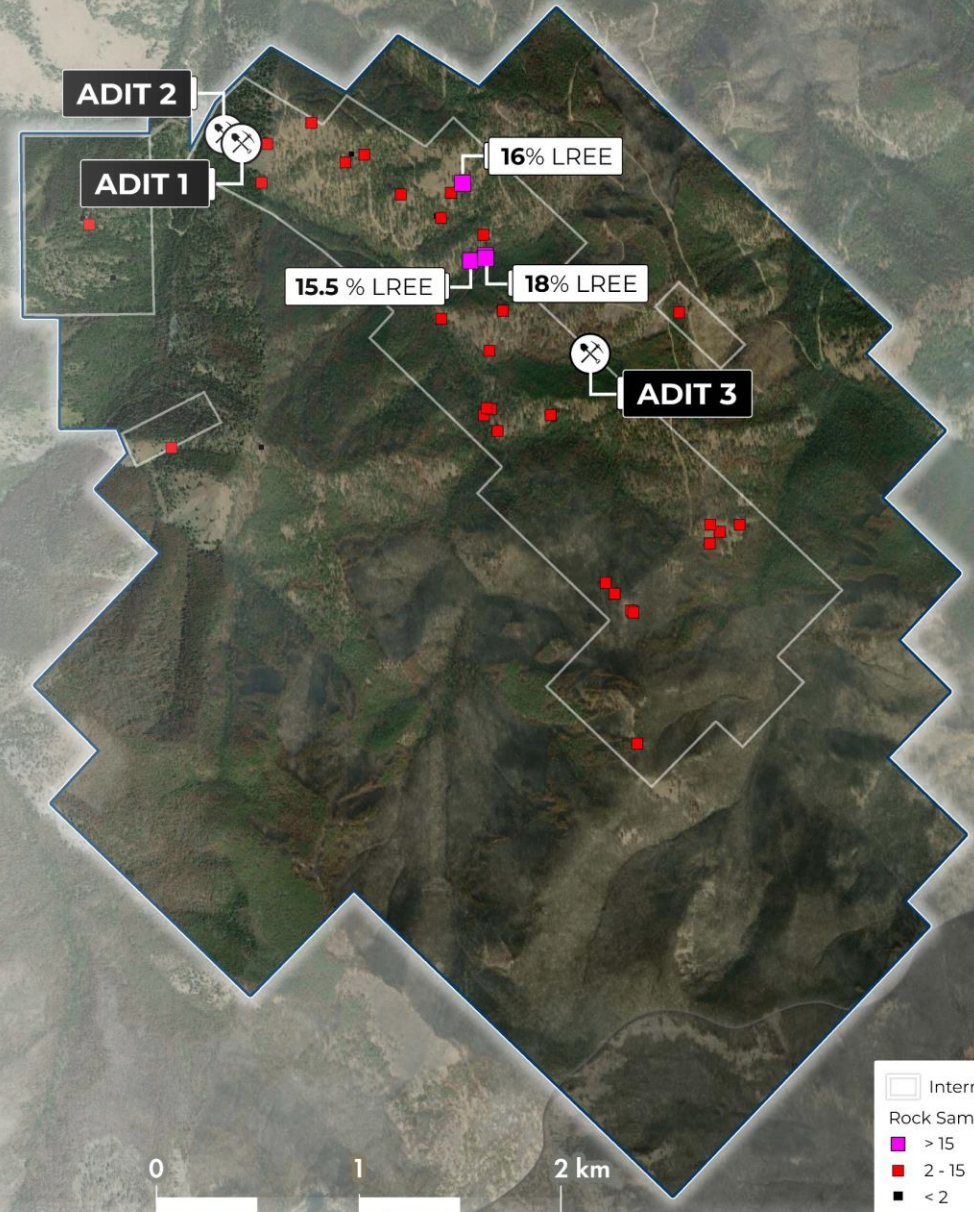 ADIT 2
ADIT 1
16% LREE
15.5 % LREE
18% LREE
ADIT 3
0 1 2 km
Rock Sam
> 15
2 - 15
< 2